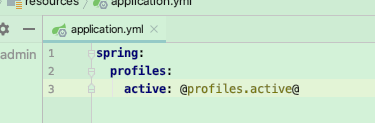 resources
application.yml
application.yml ×
admin
1 spring:
2 profiles:
3 active: @profiles.active@